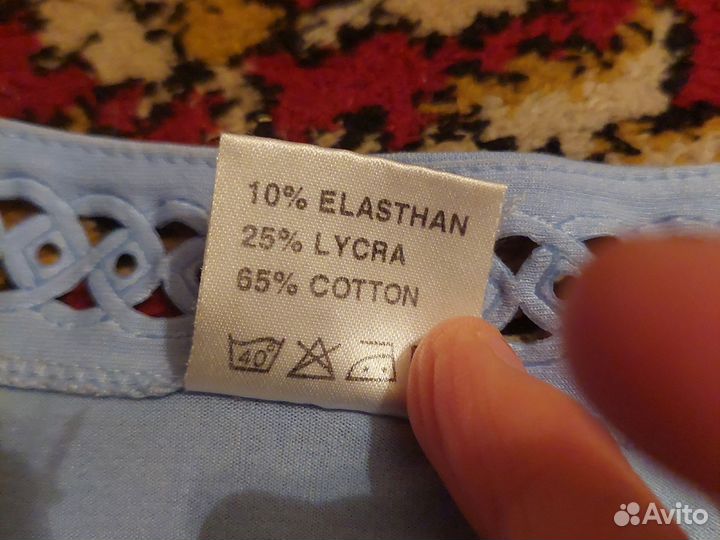 10% ELASTHAN
25% LYCRA
65% COTTON
40°
Avito